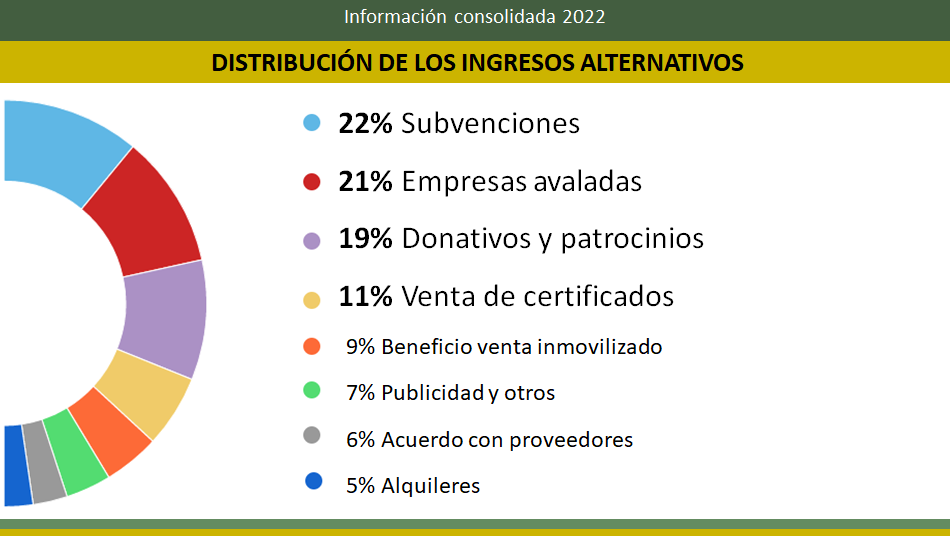 Información consolidada 2022
DISTRIBUCIÓN DE LOS INGRESOS ALTERNATIVOS
22% Subvenciones
21% Empresas avaladas
19% Donativos y patrocinios
11% Venta de certificados
9% Beneficio venta inmovilizado
7% Publicidad y otros
6% Acuerdo con proveedores
5% Alquileres